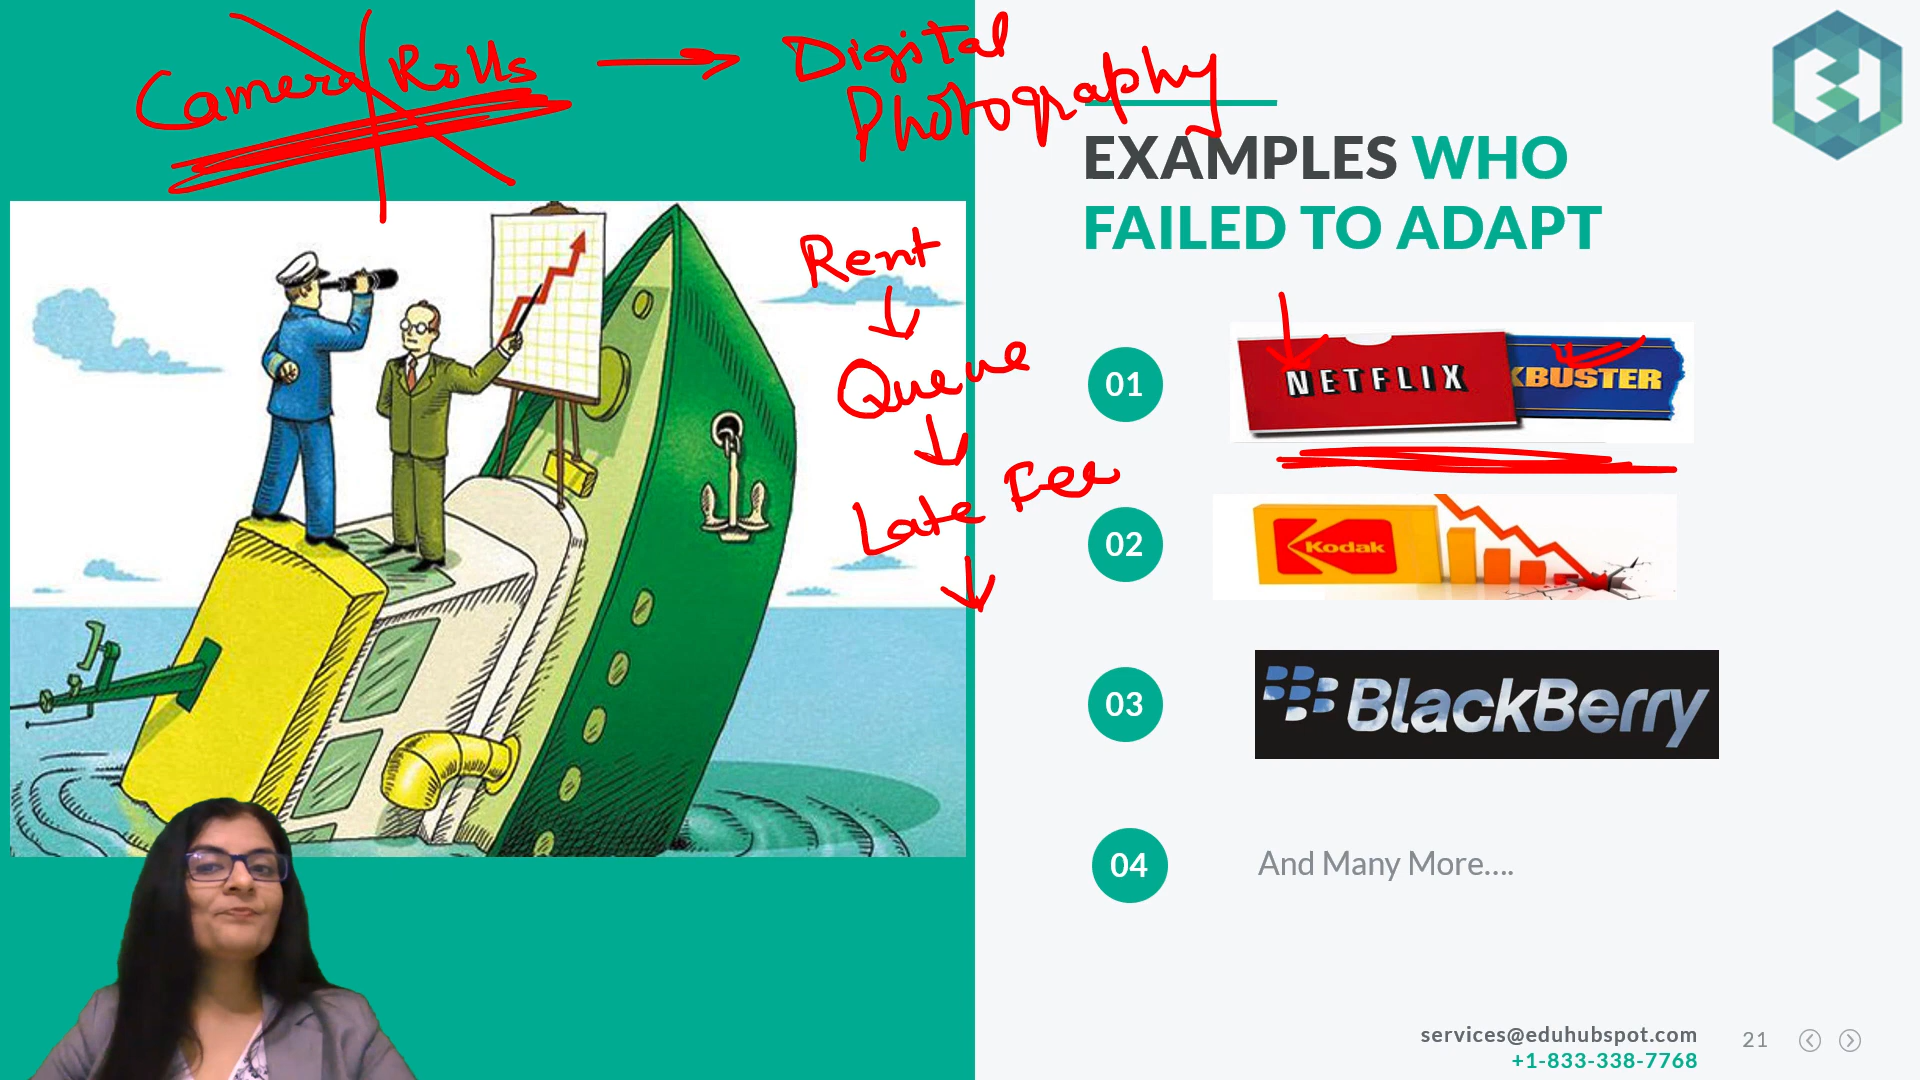 Camera Rolls → Digital
Photography
EXAMPLES WHO
FAILED TO ADAPT
Rent
Queue
Late Fee
01
NETFLIX
KBUSTER
02
Kodak
03
BlackBerry
04
And Many More....
services@eduhubspot.com
+1-833-338-7768
21